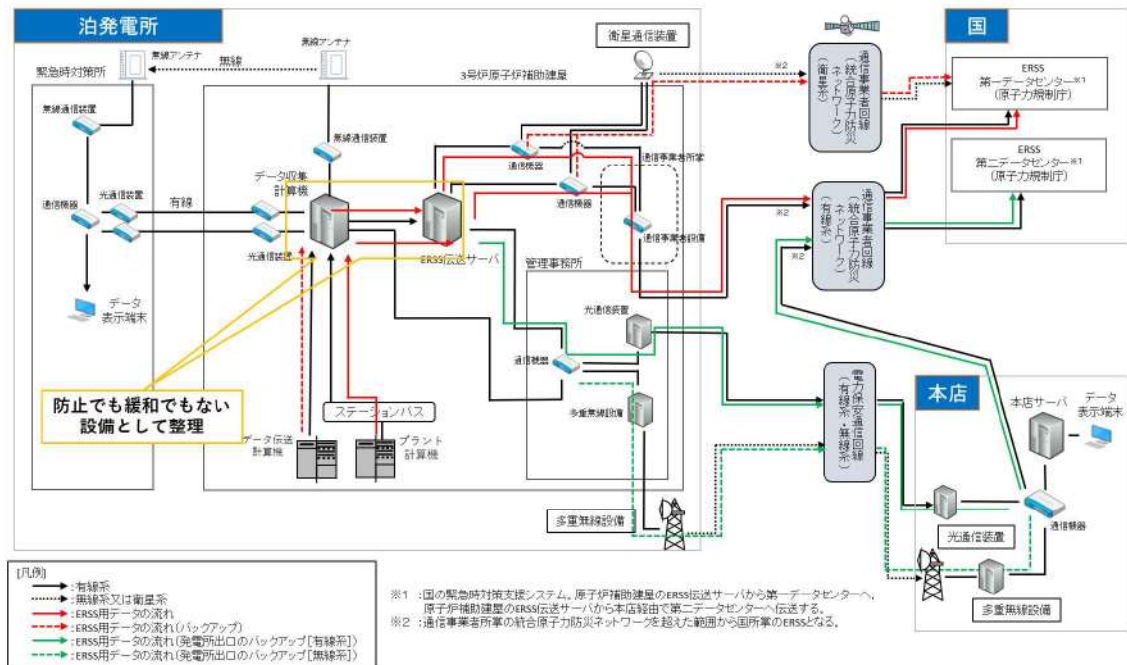 泊発電所
無線アンテナ
無線アンテナ
無線
緊急時対策所
3号炉原子炉補助建屋
衛星通信装置
※2
通信事業者回線
(統合原子力防災
ネットワーク)
(衛星系)
国
ERSS
第一データセンター※1
(原子力規制庁)
ERSS
第二データセンター※1
(原子力規制庁)
無線通信装置
無線通信装置
通信機器
通信事業者所掌
データ収集
計算機
通信機器
光通信装置
有線
通信機器
光通信装置
ERSS伝送サーバ
通信事業者設備
※2
※2
通信事業者回線
(統合原子力防災
ネットワーク)
(有線系)
管理事務所
データ
表示端末
光通信装置
通信機器
防止でも緩和でもない
設備として整理
ステーションバス
多重無線設備
データ伝送
計算機
プラント
計算機
電力保安通信回線
(有線系・無線系)
本店
本店サーバ
データ
表示端末
多重無線設備
光通信装置
通信機器
多重無線設備
[凡例]
:有線系
:無線系又は衛星系
:ERSS用データの流れ
:ERSS用データの流れ(バックアップ)
:ERSS用データの流れ(発電所出口のバックアップ[有線系])
:ERSS用データの流れ(発電所出口のバックアップ[無線系])
※1 :国の緊急時対策支援システム。原子炉補助建屋のERSS伝送サーバから第一データセンターへ、
原子炉補助建屋のERSS伝送サーバから本店経由で第二データセンターへ伝送する。
※2 :通信事業者所掌の統合原子力防災ネットワークを超えた範囲から国所掌のERSSとなる。